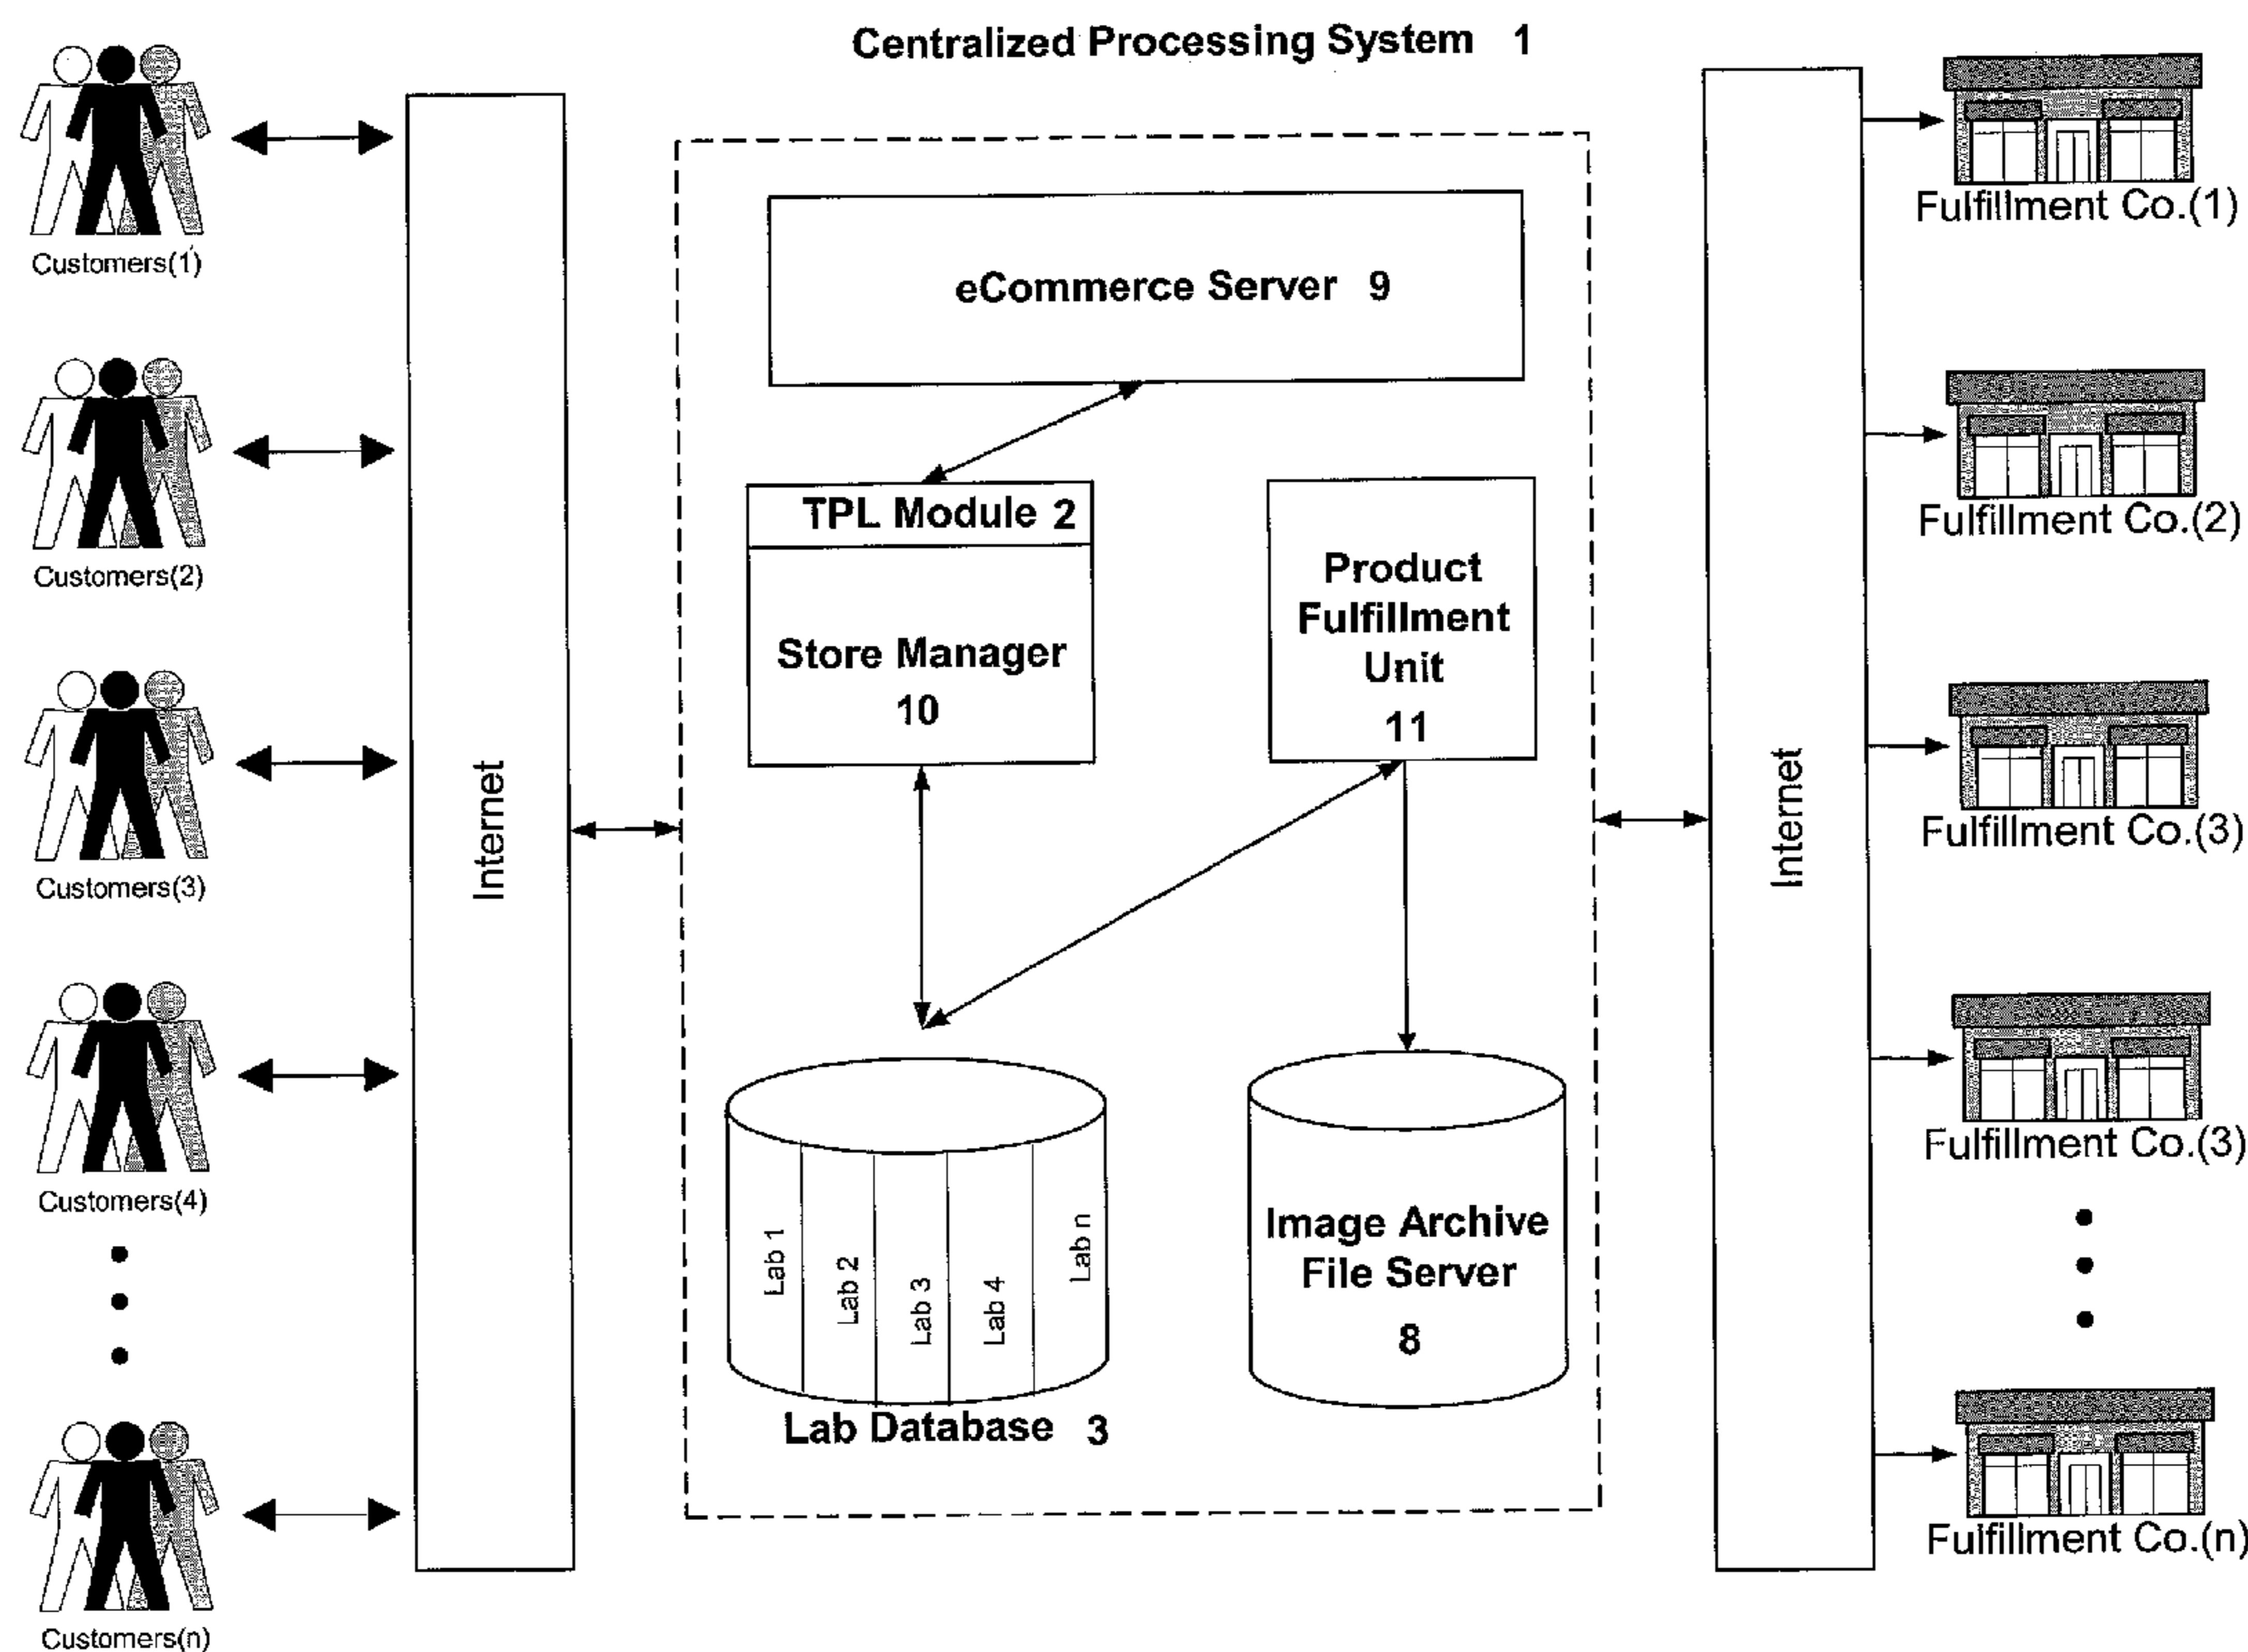 Centralized Processing System 1
Customers(1)
Customers(2)
Customers(3)
Customers(4)
Customers(n)
Internet
eCommerce Server 9
TPL Module 2
Store Manager
10
Product
Fulfillment
Unit
11
Lab 1
Lab 2
Lab 3
Lab 4
Lab n
Lab Database 3
Image Archive
File Server
8
Internet
Fulfillment Co.(1)
Fulfillment Co.(2)
Fulfillment Co.(3)
Fulfillment Co.(3)
Fulfillment Co.(n)